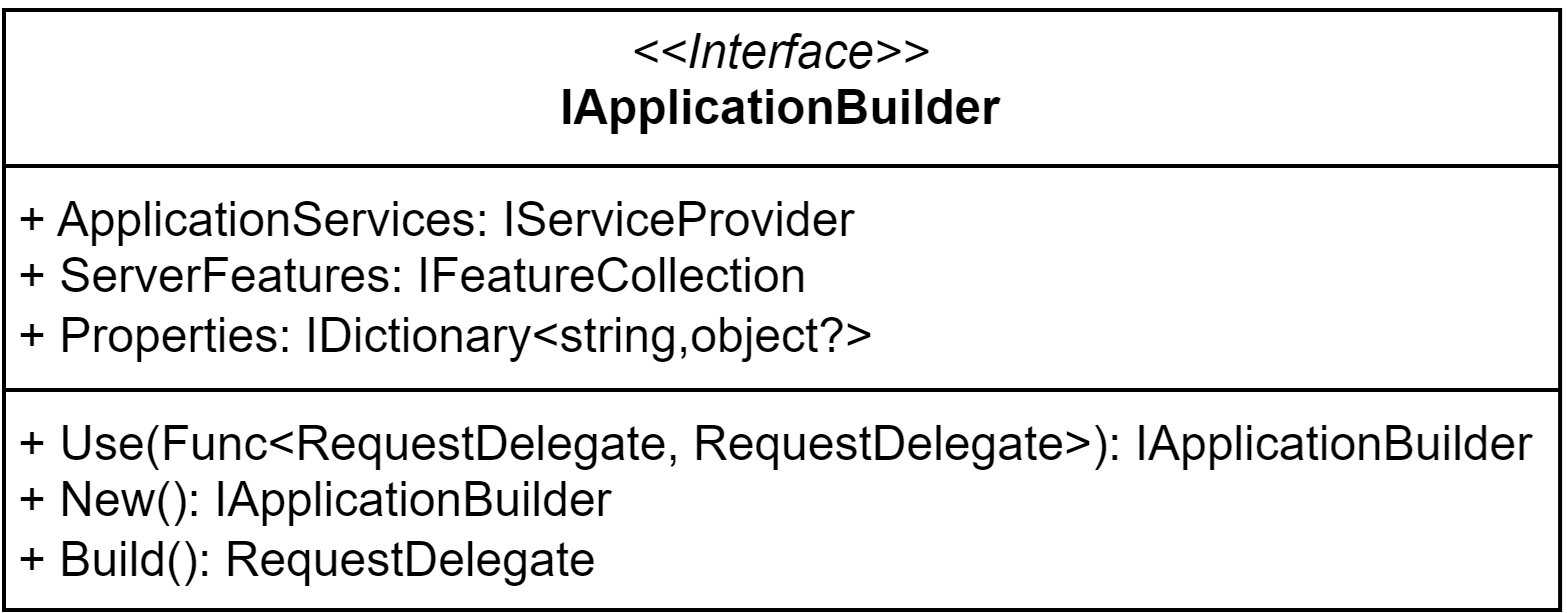 <<Interface>>
IApplicationBuilder
+ ApplicationServices: IServiceProvider
+ ServerFeatures: IFeatureCollection
+ Properties: IDictionary<string,object?>
+ Use(Func<RequestDelegate, RequestDelegate>): IApplicationBuilder
+ New(): IApplicationBuilder
+ Build(): RequestDelegate